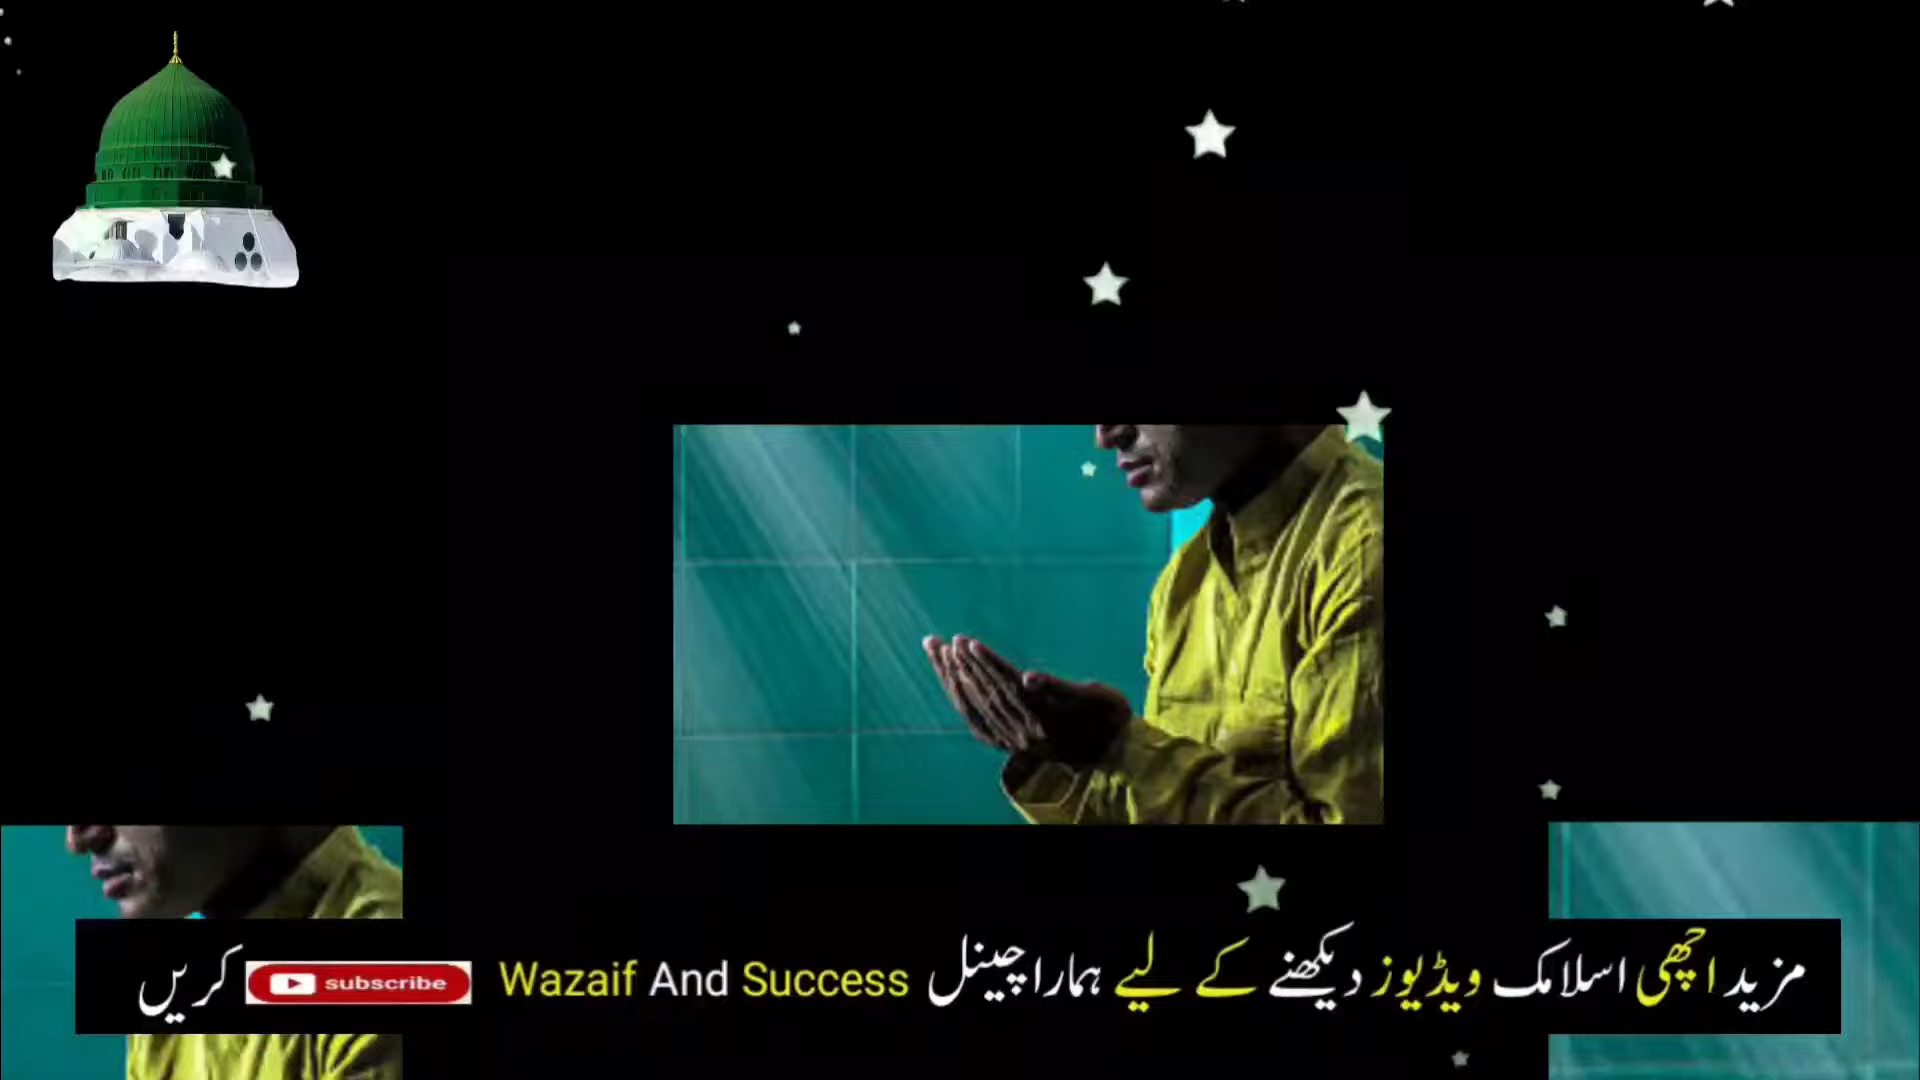 مزید اچھی اسلامک ویڈیوز دیکھنے کے لیے ہمارا چینل Wazaif And Success subscribe کریں